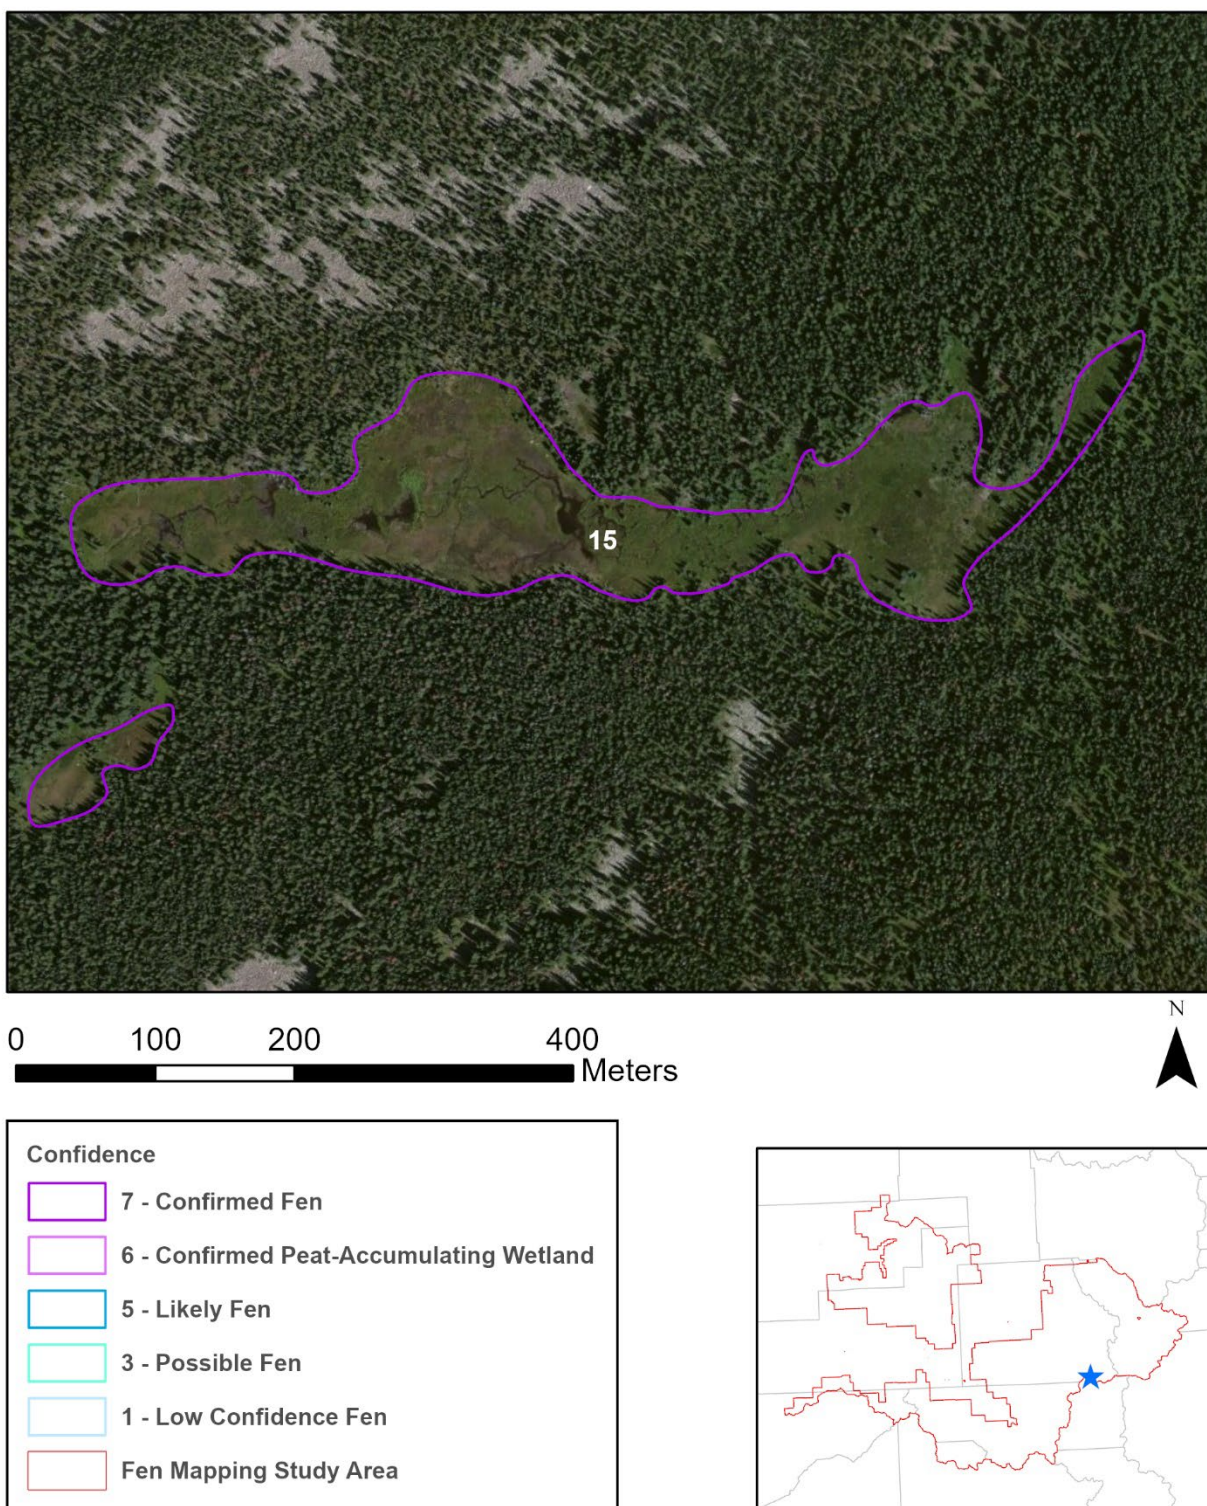 15
N
0 100 200 400
Meters
Confidence
7 - Confirmed Fen
6 - Confirmed Peat-Accumulating Wetland
5 - Likely Fen
3 - Possible Fen
1 - Low Confidence Fen
Fen Mapping Study Area